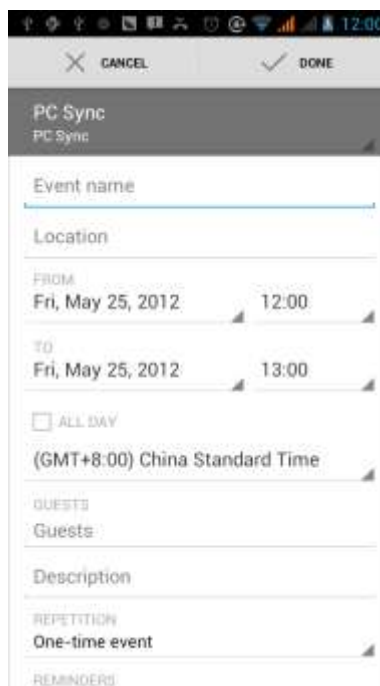 12:00
CANCEL DONE
PC Sync
PC Sync
Event name
Location
FROM
Fri, May 25, 2012 12:00
TO
Fri, May 25, 2012 13:00
ALL DAY
(GMT+8:00) China Standard Time
GUESTS
Guests
Description
REPETITION
One-time event
REMINDERS